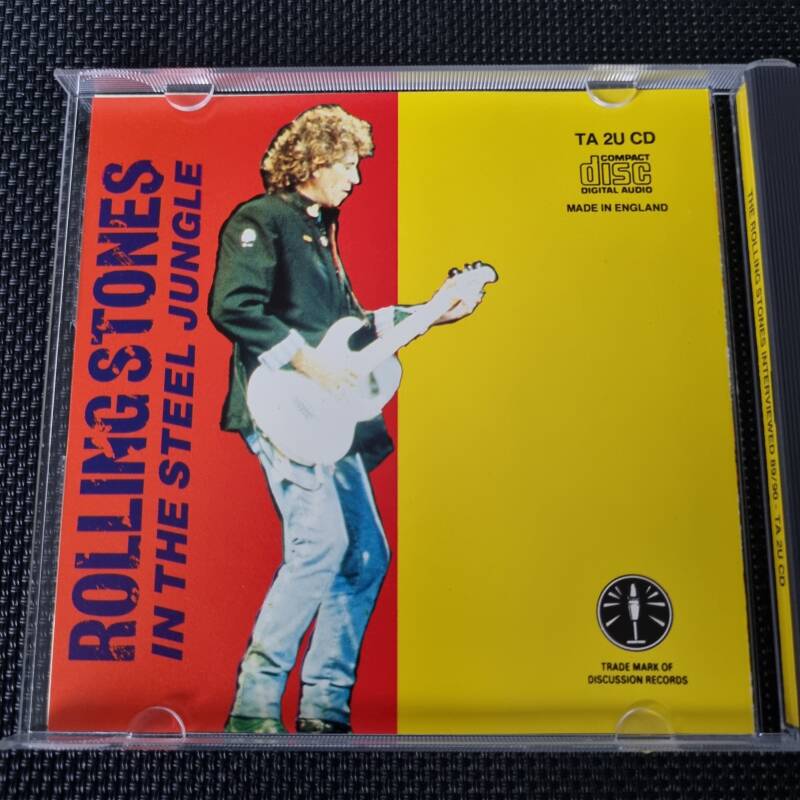 ROLLING STONES
IN THE STEEL JUNGLE
TA 2U CD
COMPACT
disc
DIGITAL AUDIO
MADE IN ENGLAND
TRADE MARK OF
DISCUSSION RECORDS
THE ROLLING STONES INTERVIEWED 89/90 - TA 2U CD